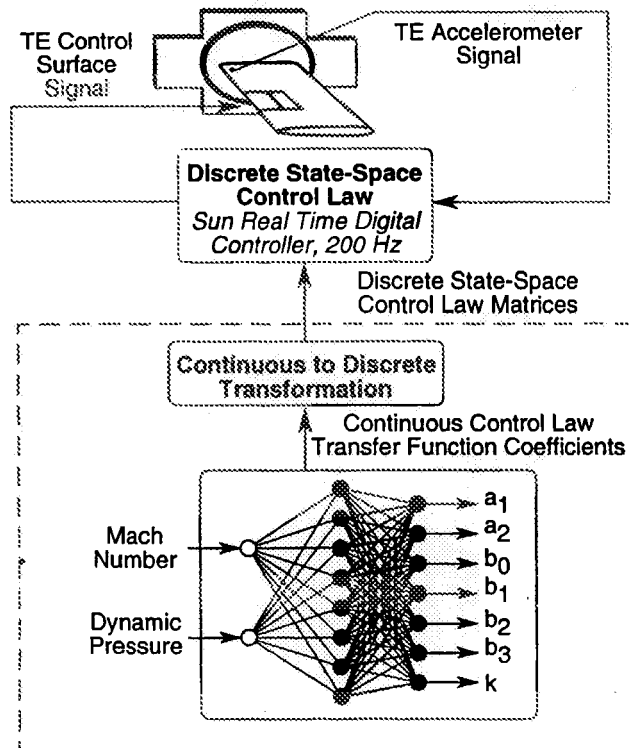 TE Control
Surface
Signal
TE Accelerometer
Signal
Discrete State-Space
Control Law
Sun Real Time Digital
Controller, 200 Hz
Discrete State-Space
Control Law Matrices
Continuous to Discrete
Transformation
Continuous Control Law
Transfer Function Coefficients
Mach
Number
Dynamic
Pressure
a1
a2
b0
b1
b2
b3
k